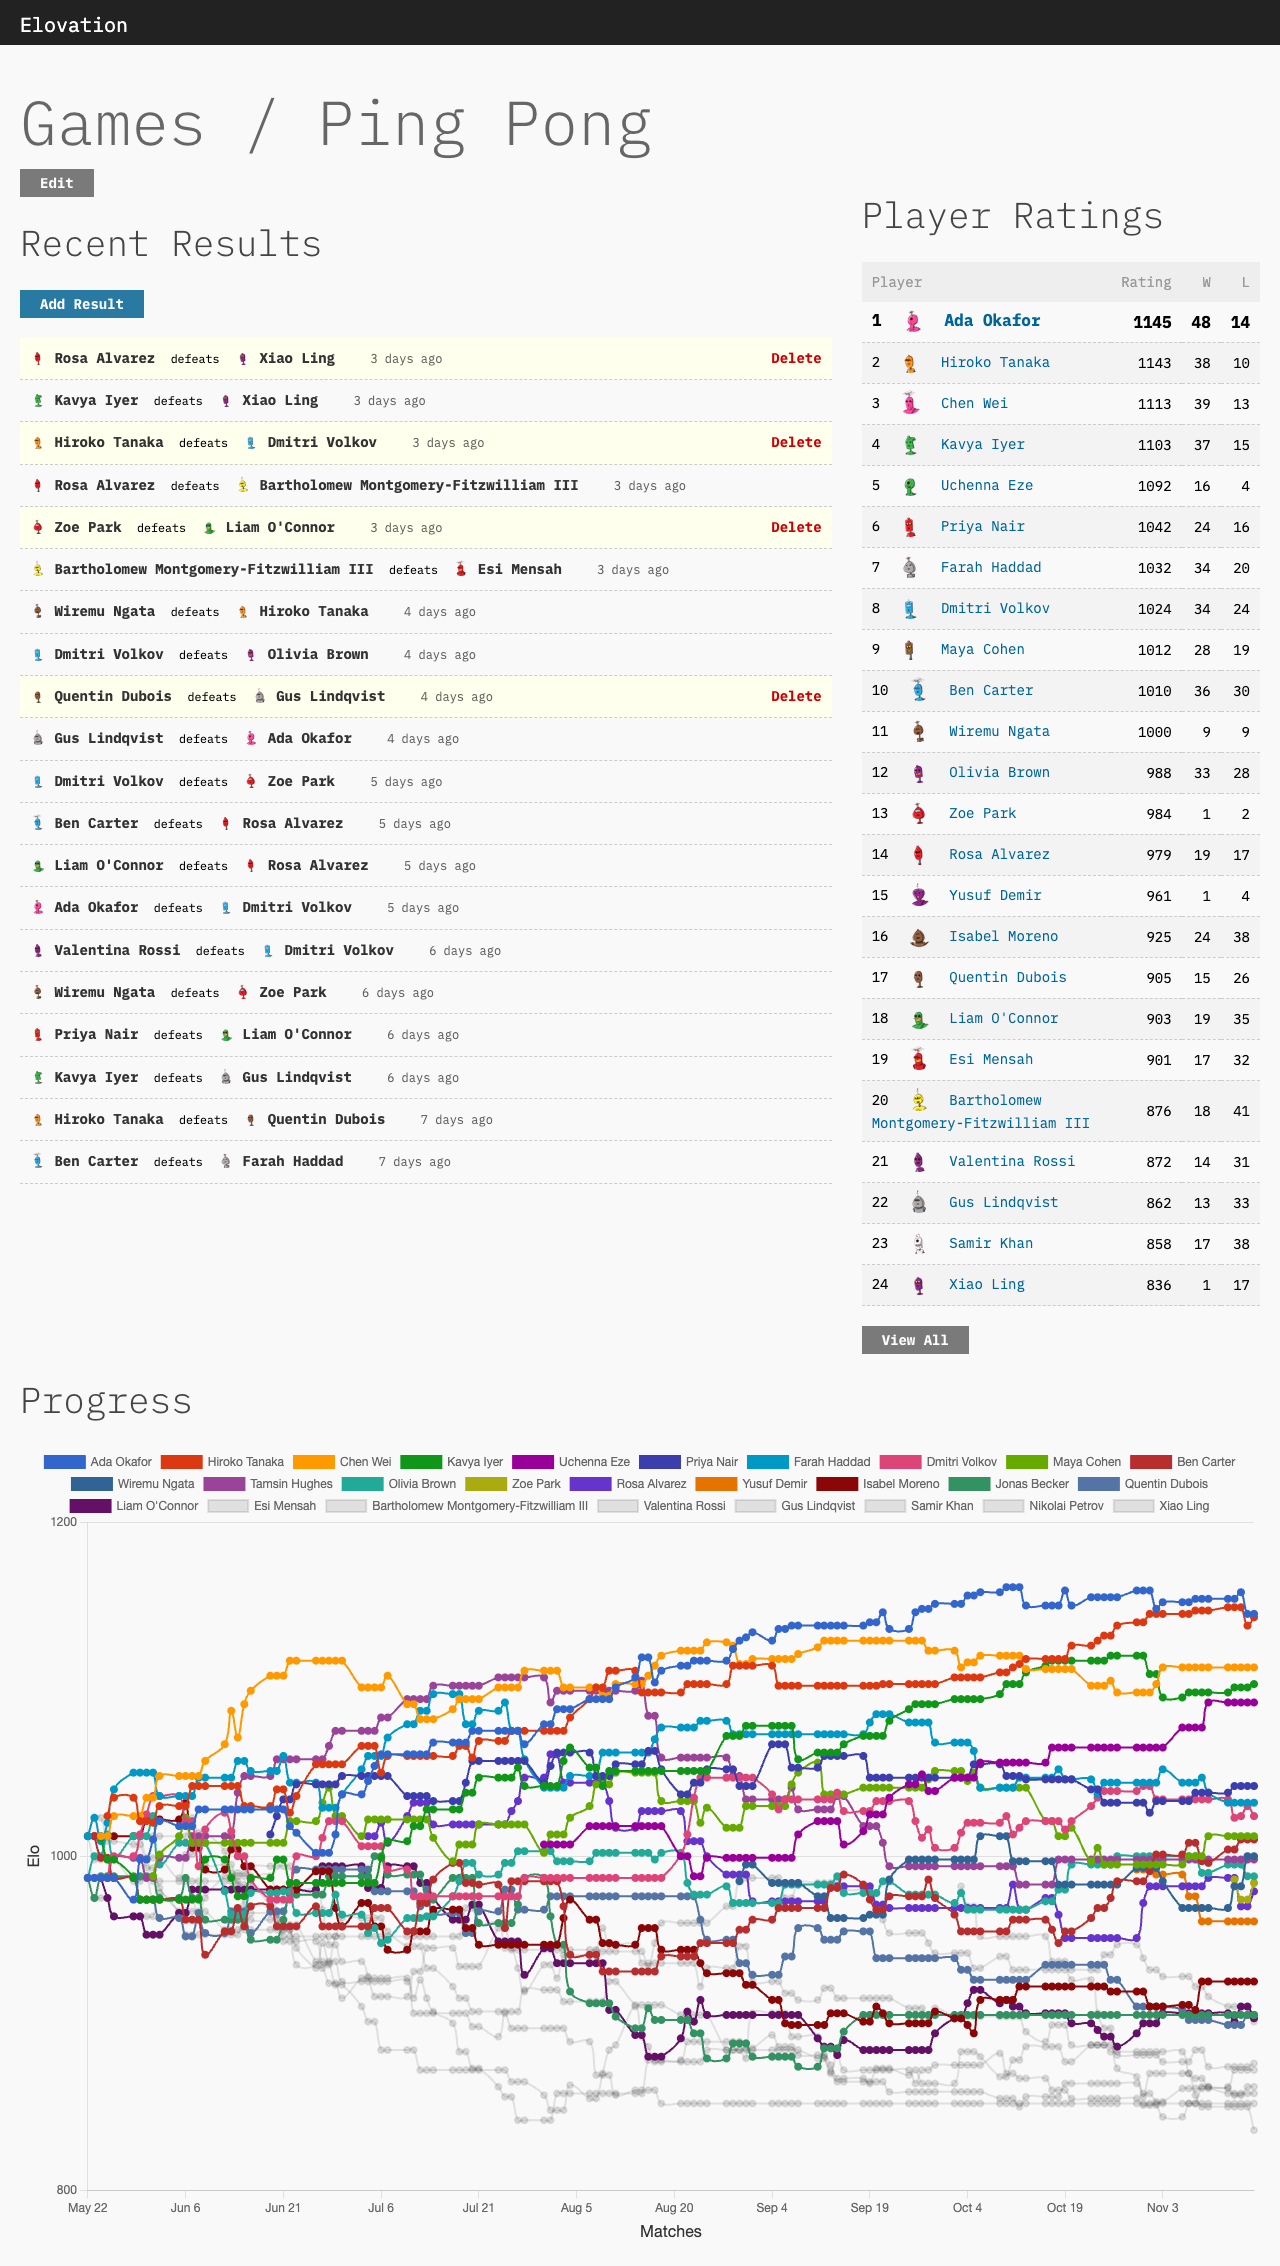 Elovation
Games / Ping Pong
Edit
Recent Results
Add Result
Rosa Alvarez defeats Xiao Ling 3 days ago Delete
Kavya Iyer defeats Xiao Ling 3 days ago
Hiroko Tanaka defeats Dmitri Volkov 3 days ago Delete
Rosa Alvarez defeats Bartholomew Montgomery-Fitzwilliam III 3 days ago
Zoe Park defeats Liam O'Connor 3 days ago Delete
Bartholomew Montgomery-Fitzwilliam III defeats Esi Mensah 3 days ago
Wiremu Ngata defeats Hiroko Tanaka 4 days ago
Dmitri Volkov defeats Olivia Brown 4 days ago
Quentin Dubois defeats Gus Lindqvist 4 days ago Delete
Gus Lindqvist defeats Ada Okafor 4 days ago
Dmitri Volkov defeats Zoe Park 5 days ago
Ben Carter defeats Rosa Alvarez 5 days ago
Liam O'Connor defeats Rosa Alvarez 5 days ago
Ada Okafor defeats Dmitri Volkov 5 days ago
Valentina Rossi defeats Dmitri Volkov 6 days ago
Wiremu Ngata defeats Zoe Park 6 days ago
Priya Nair defeats Liam O'Connor 6 days ago
Kavya Iyer defeats Gus Lindqvist 6 days ago
Hiroko Tanaka defeats Quentin Dubois 7 days ago
Ben Carter defeats Farah Haddad 7 days ago
Player Ratings
Player Rating W L
1 Ada Okafor 1145 48 14
2 Hiroko Tanaka 1143 38 10
3 Chen Wei 1113 39 13
4 Kavya Iyer 1103 37 15
5 Uchenna Eze 1092 16 4
6 Priya Nair 1042 24 16
7 Farah Haddad 1032 34 20
8 Dmitri Volkov 1024 34 24
9 Maya Cohen 1012 28 19
10 Ben Carter 1010 36 30
11 Wiremu Ngata 1000 9 9
12 Olivia Brown 988 33 28
13 Zoe Park 984 1 2
14 Rosa Alvarez 979 19 17
15 Yusuf Demir 961 1 4
16 Isabel Moreno 925 24 38
17 Quentin Dubois 905 15 26
18 Liam O'Connor 903 19 35
19 Esi Mensah 901 17 32
20 Bartholomew
Montgomery-Fitzwilliam III 876 18 41
21 Valentina Rossi 872 14 31
22 Gus Lindqvist 862 13 33
23 Samir Khan 858 17 38
24 Xiao Ling 836 1 17
View All
Progress
Ada Okafor Hiroko Tanaka Chen Wei Kavya Iyer Uchenna Eze Priya Nair Farah Haddad Dmitri Volkov Maya Cohen Ben Carter
Wiremu Ngata Tamsin Hughes Olivia Brown Zoe Park Rosa Alvarez Yusuf Demir Isabel Moreno Jonas Becker Quentin Dubois
Liam O'Connor Esi Mensah Bartholomew Montgomery-Fitzwilliam III Valentina Rossi Gus Lindqvist Samir Khan Nikolai Petrov Xiao Ling
1200
1000
800
Elo
May 22 Jun 6 Jun 21 Jul 6 Jul 21 Aug 5 Aug 20 Sep 4 Sep 19 Oct 4 Oct 19 Nov 3
Matches